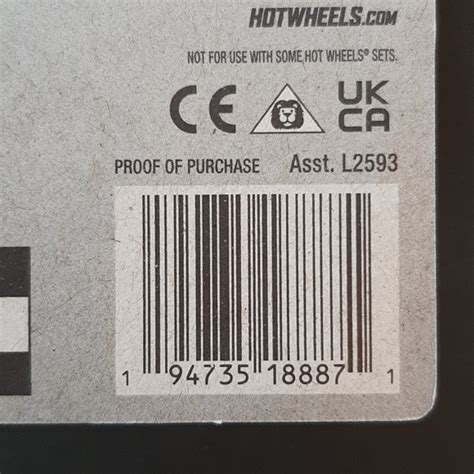 HOTWHEELS.COM
NOT FOR USE WITH SOME HOT WHEELS® SETS.
CE UK
CA
PROOF OF PURCHASE Asst. L2593
1 94735 18887 1